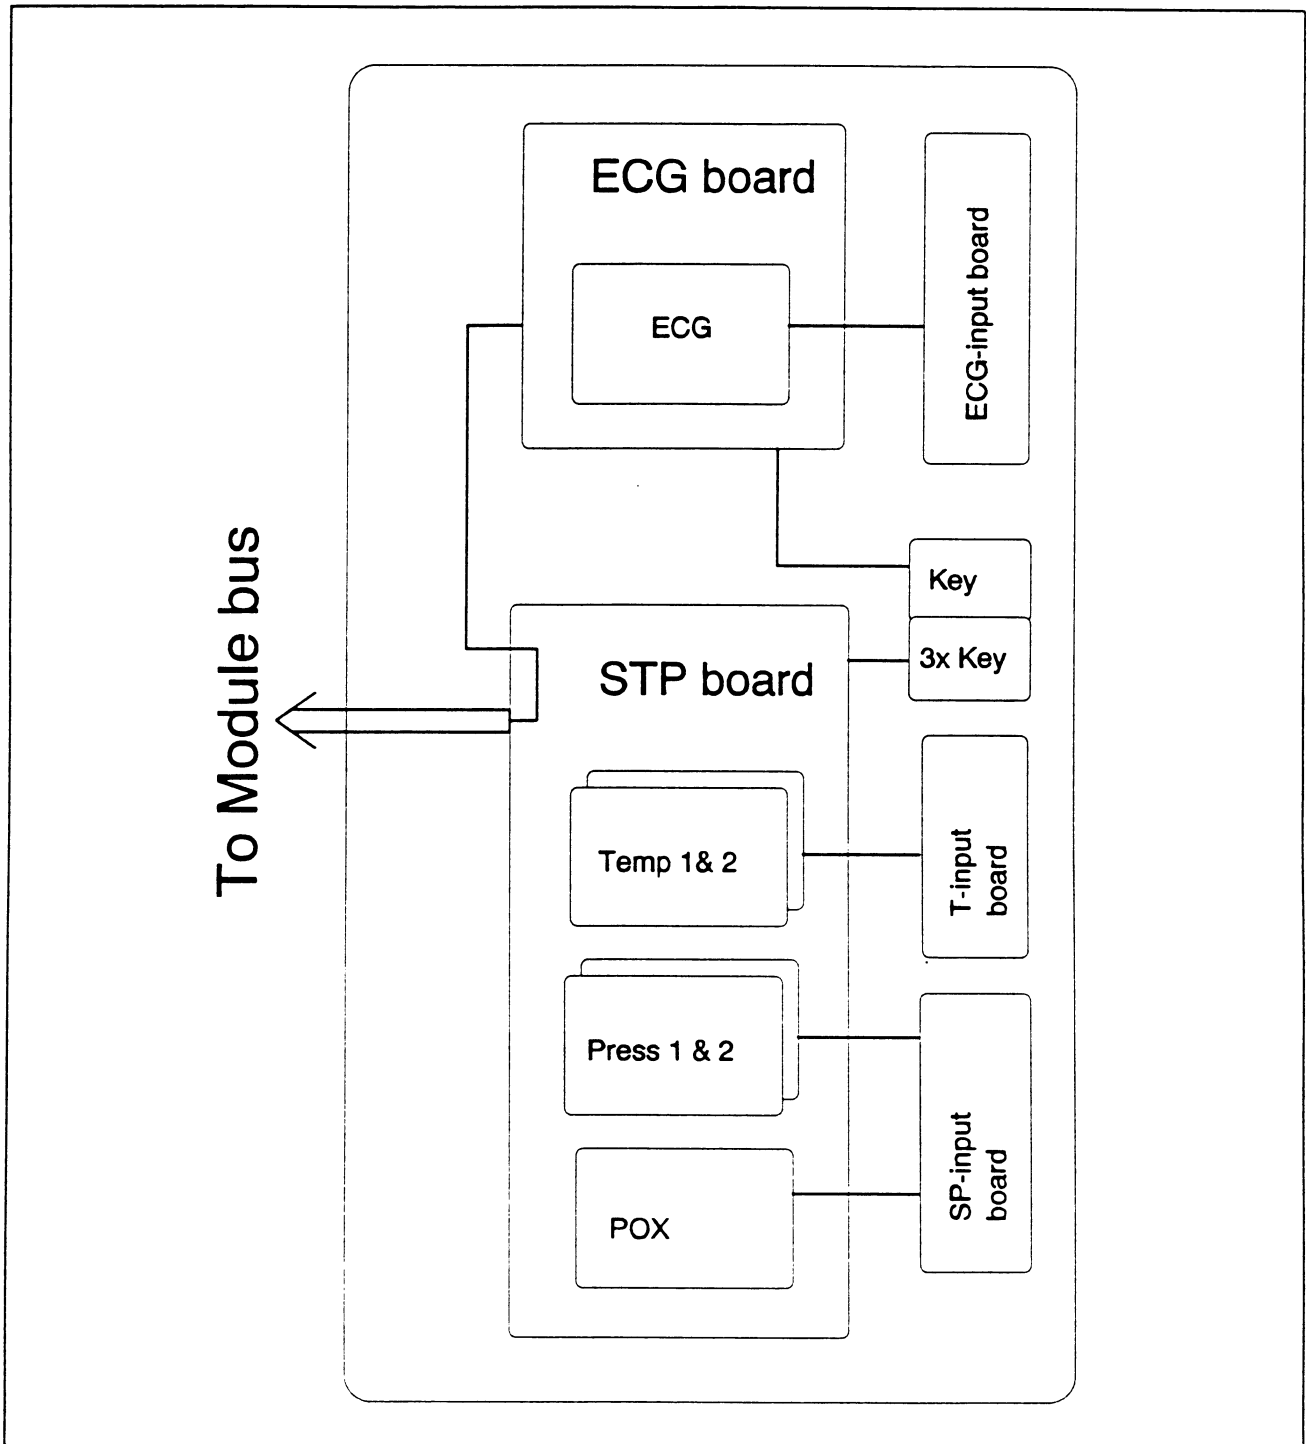 ECG board
ECG
ECG-input board
Key
3x Key
To Module bus
STP board
Temp 1& 2
T-input
board
Press 1 & 2
SP-input
board
POX